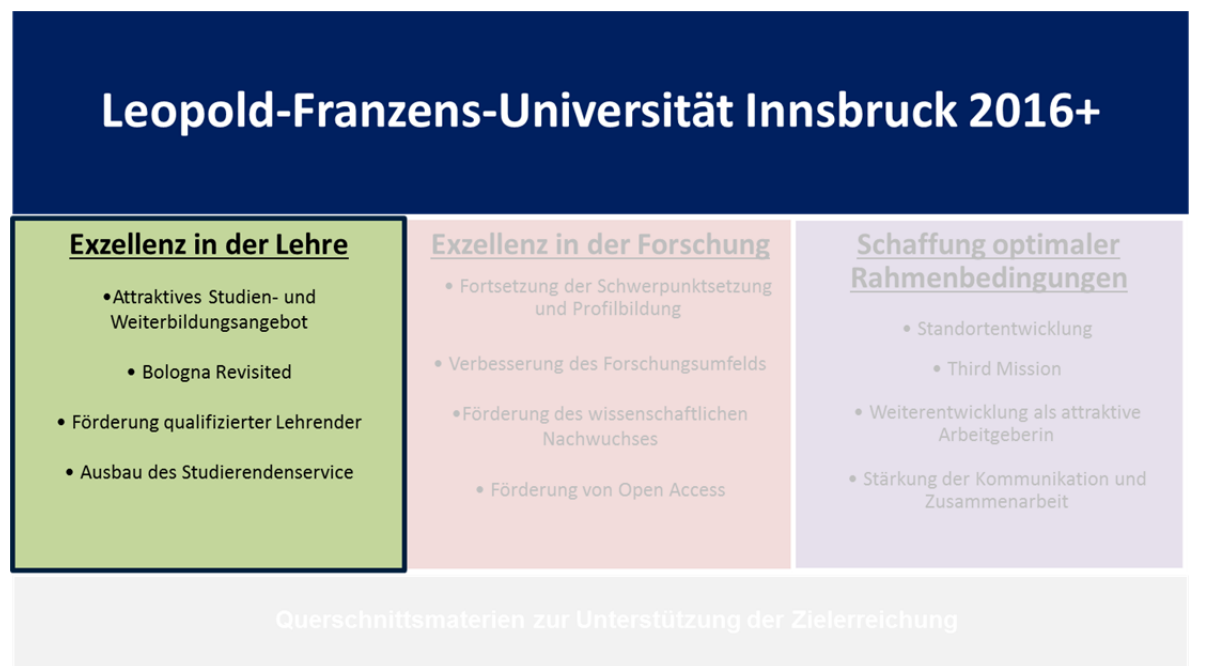 Leopold-Franzens-Universität Innsbruck 2016+
Exzellenz in der Lehre
•Attraktives Studien- und
Weiterbildungsangebot
• Bologna Revisited
• Förderung qualifizierter Lehrender
• Ausbau des Studierendenservice
Exzellenz in der Forschung
• Fortsetzung der Schwerpunktsetzung
und Profilbildung
• Verbesserung des Forschungsumfelds
•Förderung des wissenschaftlichen
Nachwuchses
• Förderung von Open Access
Schaffung optimaler
Rahmenbedingungen
• Standortentwicklung
• Third Mission
• Weiterentwicklung als attraktive
Arbeitgeberin
• Stärkung der Kommunikation und
Zusammenarbeit
Querschnittsmaterien zur Unterstützung der Zielerreichung